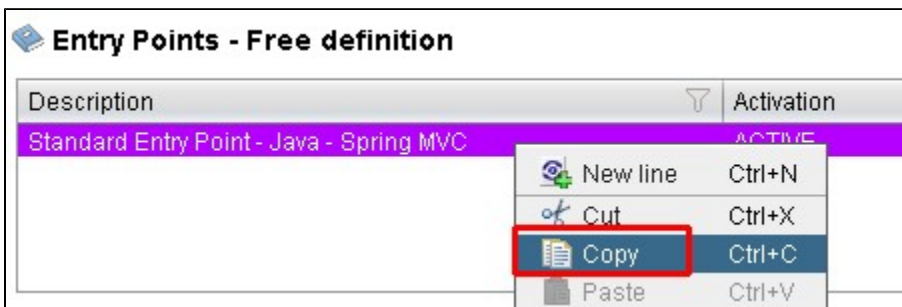 Entry Points - Free definition
Description Activation
Standard Entry Point - Java - Spring MVC ACTIVE
New line Ctrl+N
Cut Ctrl+X
Copy Ctrl+C
Paste Ctrl+V